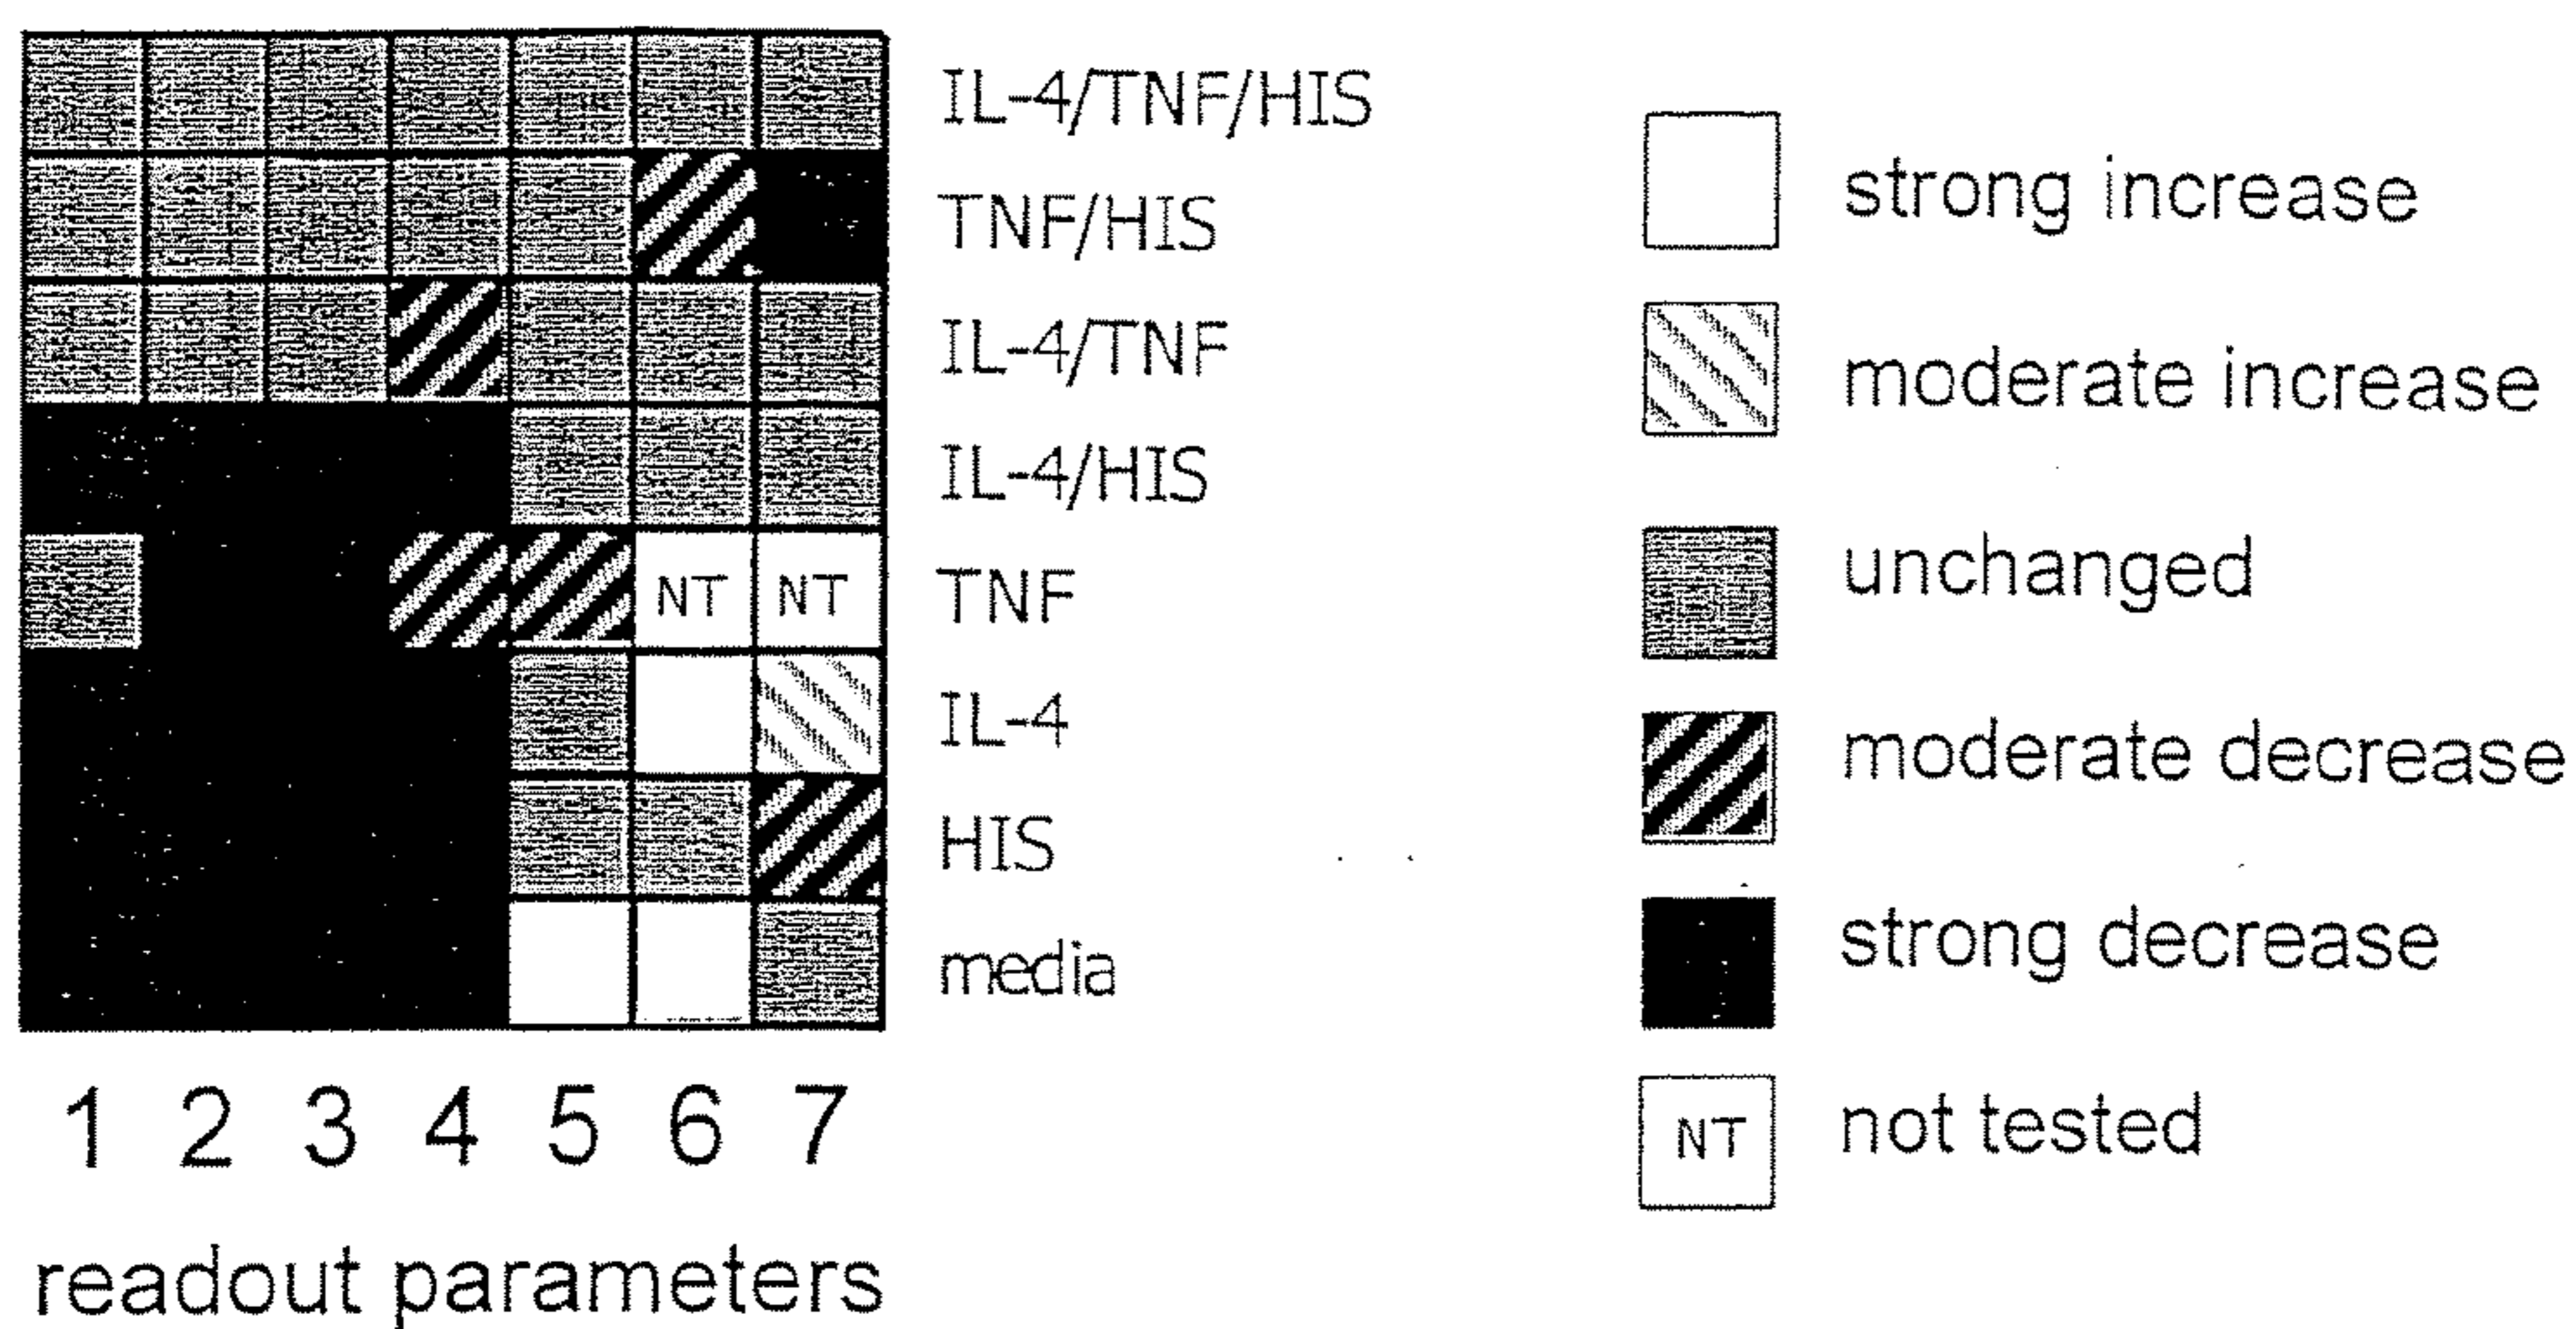 IL-4/TNF/HIS
TNF/HIS
IL-4/TNF
IL-4/HIS
NT NT TNF
IL-4
HIS
media
1 2 3 4 5 6 7
readout parameters
strong increase
moderate increase
unchanged
moderate decrease
strong decrease
NT not tested